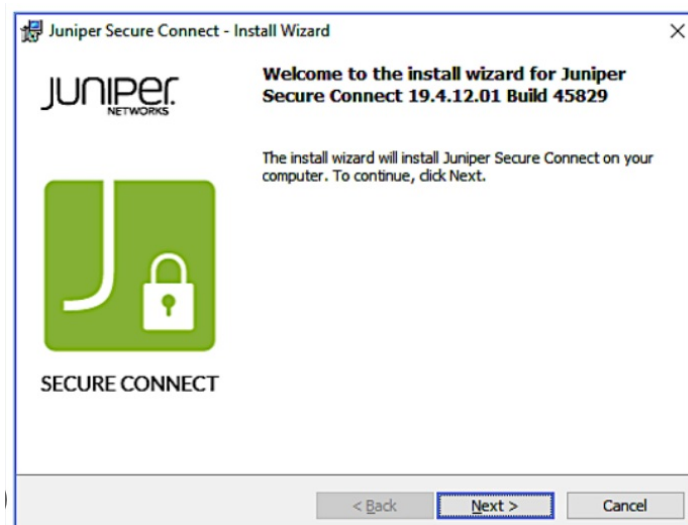 Juniper Secure Connect - Install Wizard
JUNIPer
NETWORKS
Welcome to the install wizard for Juniper
Secure Connect 19.4.12.01 Build 45829
The install wizard will install Juniper Secure Connect on your
computer. To continue, click Next.
J
SECURE CONNECT
< Back
Next >
Cancel